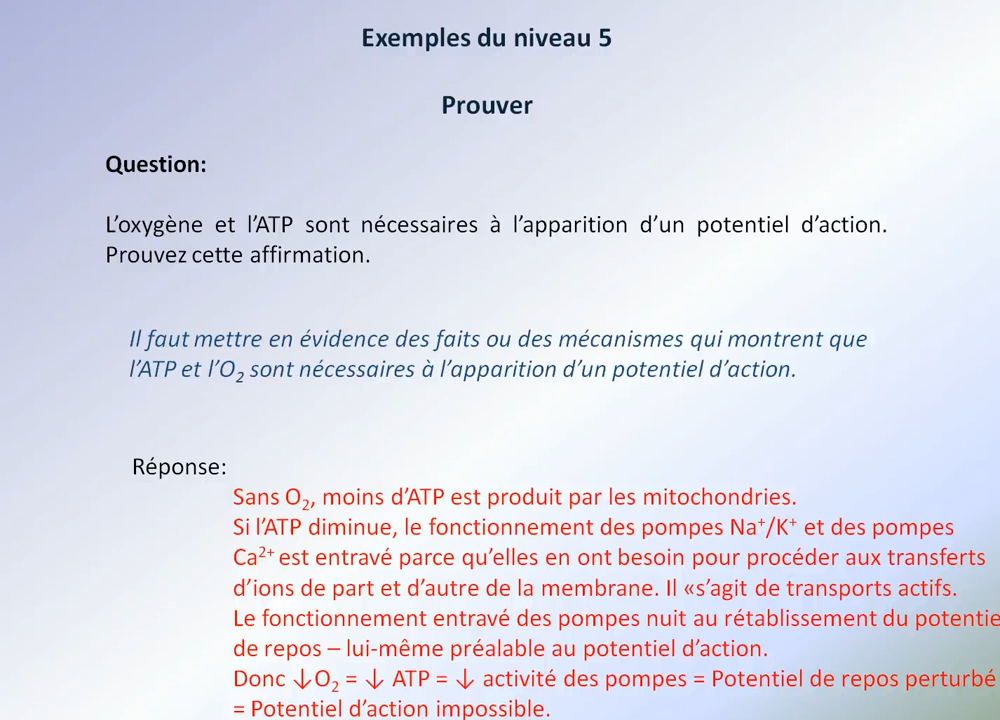 Exemples du niveau 5
Prouver
Question:
L’oxygène et l’ATP sont nécessaires à l’apparition d’un potentiel d’action.
Prouvez cette affirmation.
Il faut mettre en évidence des faits ou des mécanismes qui montrent que
l’ATP et l’O₂ sont nécessaires à l’apparition d’un potentiel d’action.
Réponse:
Sans O₂, moins d’ATP est produit par les mitochondries.
Si l’ATP diminue, le fonctionnement des pompes Na⁺/K⁺ et des pompes
Ca²⁺ est entravé parce qu’elles en ont besoin pour procéder aux transferts
d’ions de part et d’autre de la membrane. Il «s’agit de transports actifs.
Le fonctionnement entravé des pompes nuit au rétablissement du potentie
de repos – lui-même préalable au potentiel d’action.
Donc ↓O₂ = ↓ ATP = ↓ activité des pompes = Potentiel de repos perturbé
= Potentiel d’action impossible.